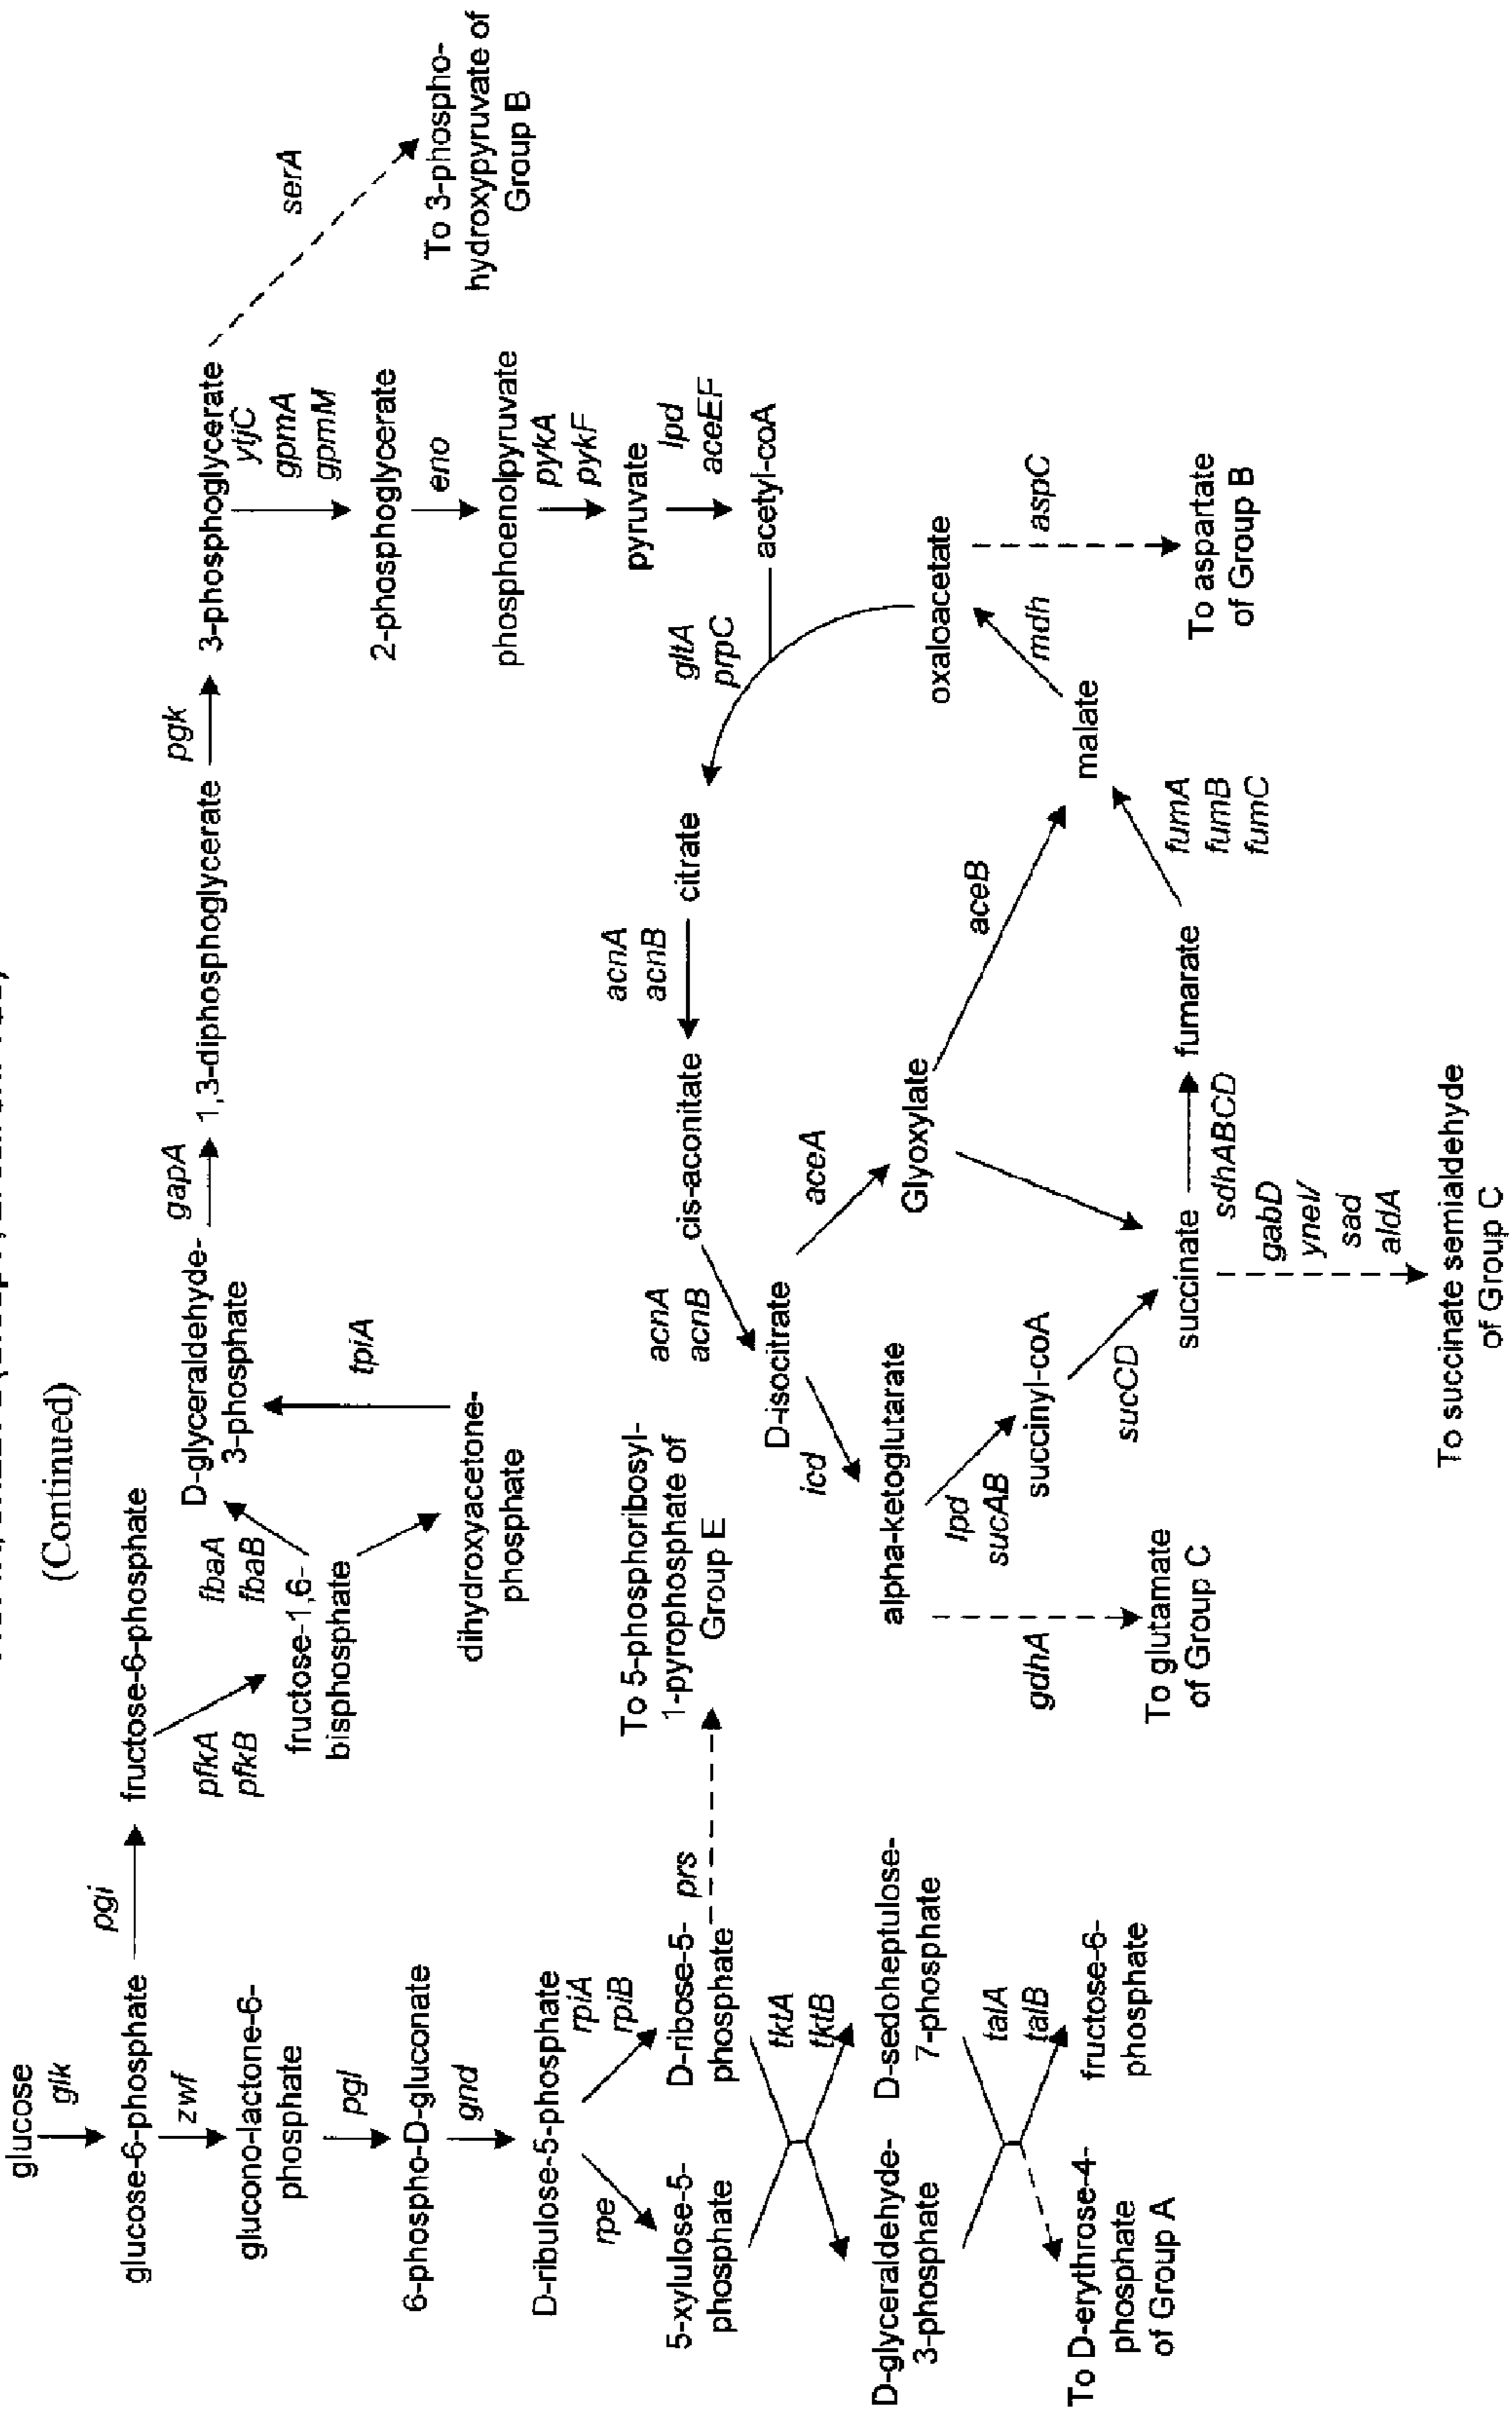 (Continued)
glucose
glk
glucose-6-phosphate
pgi
fructose-6-phosphate
zwf
glucono-lactone-6-
phosphate
pgl
6-phospho-D-gluconate
gnd
D-ribulose-5-phosphate
rpe
rpiA
rpiB
5-xylulose-5-
phosphate
D-ribose-5-
phosphate
prs
To 5-phosphoribosyl-
1-pyrophosphate of
Group E
tktA
tktB
D-glyceraldehyde-
3-phosphate
D-sedoheptulose-
7-phosphate
talA
talB
To D-erythrose-4-
phosphate
of Group A
fructose-6-
phosphate
pfkA
pfkB
fructose-1,6-
bisphosphate
fbaA
fbaB
D-glyceraldehyde-
3-phosphate
dihydroxyacetone-
phosphate
tpiA
gapA
1,3-diphosphoglycerate
pgk
3-phosphoglycerate
serA
To 3-phospho-
hydroxypyruvate of
Group B
ytjC
gpmA
gpmM
2-phosphoglycerate
eno
phosphoenolpyruvate
pykA
pykF
pyruvate
lpd
aceEF
acetyl-coA
gltA
prpC
citrate
acnA
acnB
cis-aconitate
acnA
acnB
D-isocitrate
icd
aceA
alpha-ketoglutarate
Glyoxylate
aceB
gdhA
To glutamate
of Group C
lpd
sucAB
succinyl-coA
sucCD
succinate
sdhABCD
gabD
yneI/
sad
aldA
To succinate semialdehyde
of Group C
fumarate
fumA
fumB
fumC
malate
mdh
oxaloacetate
aspC
To aspartate
of Group B